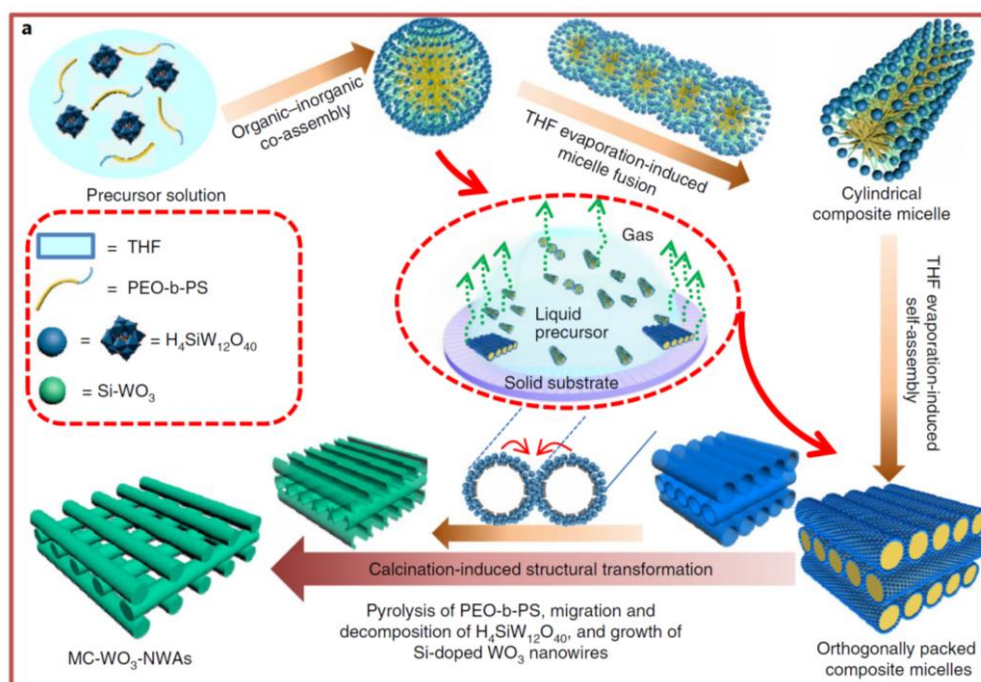 a
Organic–inorganic
co-assembly
THF evaporation-induced
micelle fusion
Precursor solution
Cylindrical
composite micelle
= THF
= PEO-b-PS
= = H₄SiW₁₂O₄₀
= Si-WO₃
Gas
Liquid
precursor
Solid substrate
THF evaporation-induced
self-assembly
Calcination-induced structural transformation
Pyrolysis of PEO-b-PS, migration and
decomposition of H₄SiW₁₂O₄₀, and growth of
Si-doped WO₃ nanowires
MC-WO₃-NWAs
Orthogonally packed
composite micelles